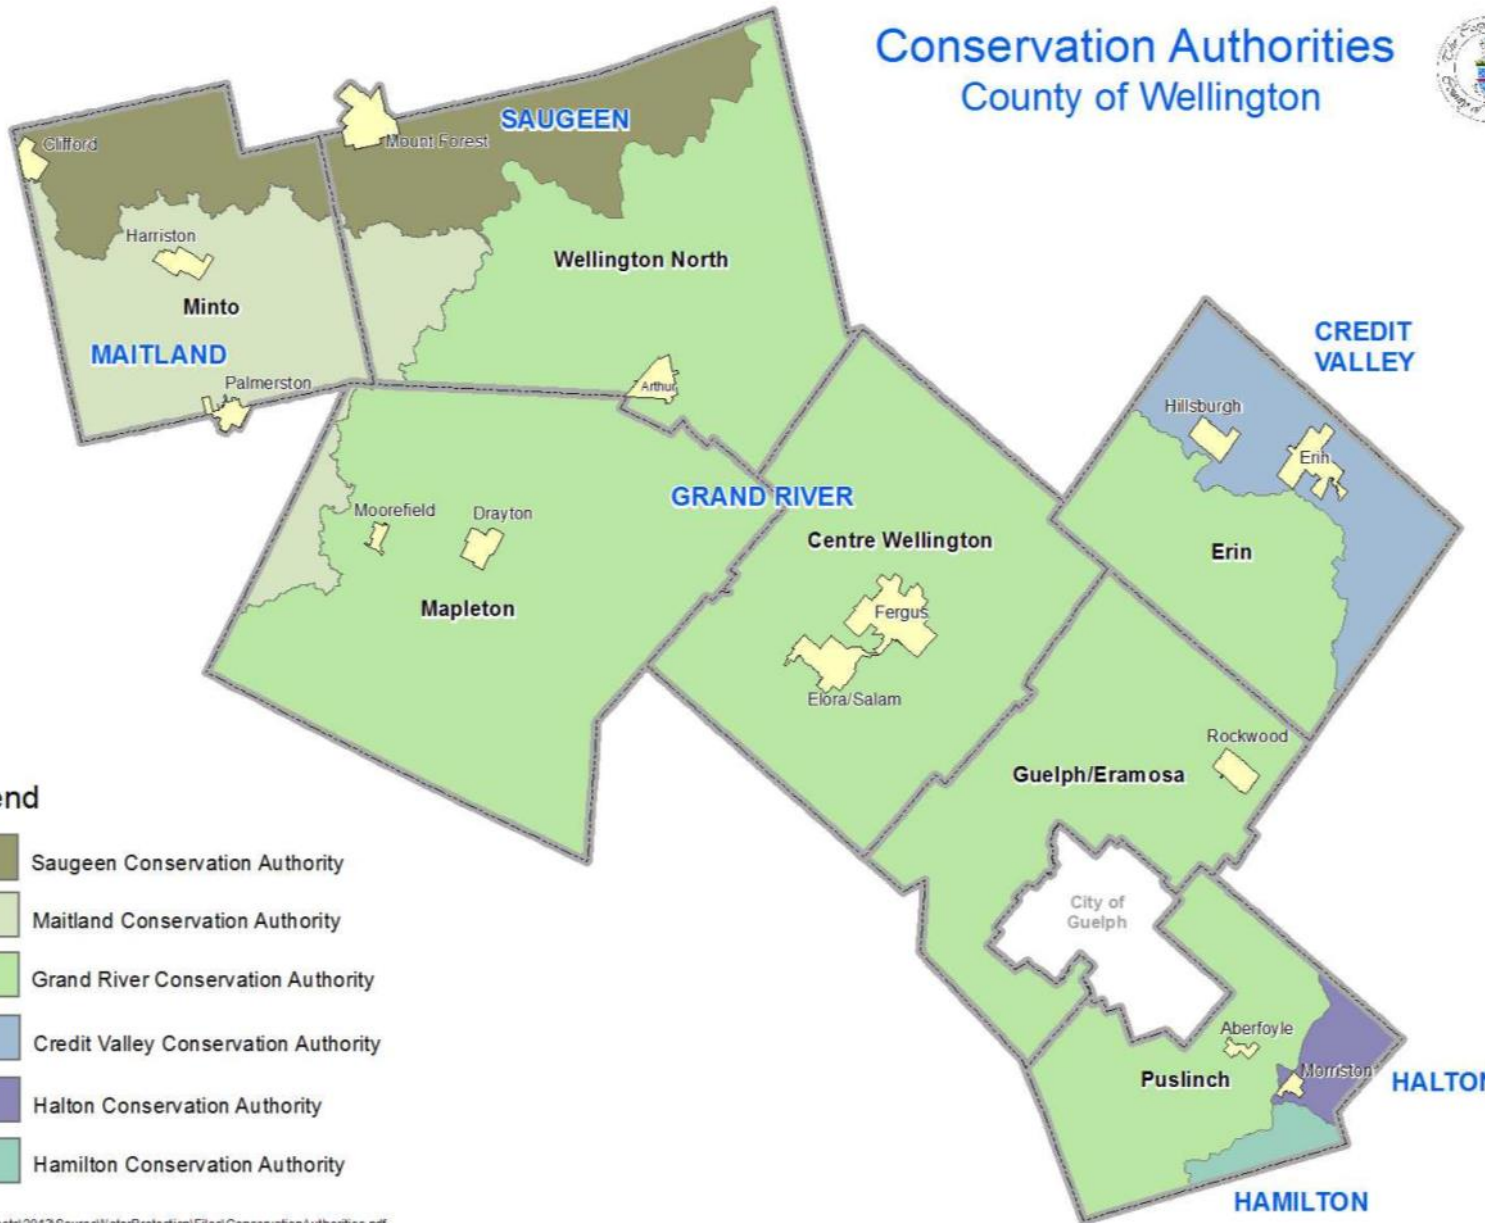 Conservation Authorities
County of Wellington
SAUGEEN
Clifford
Mount Forest
Harriston
Wellington North
Minto
MAITLAND
Palmerston
Arthur
CREDIT
VALLEY
Hillsburgh
Erin
GRAND RIVER
Moorefield
Drayton
Centre Wellington
Erin
Mapleton
Fergus
Elora/Salam
Rockwood
Guelph/Eramosa
City of
Guelph
Aberfoyle
Morriston
Puslinch
HALTON
HAMILTON
end
Saugeen Conservation Authority
Maitland Conservation Authority
Grand River Conservation Authority
Credit Valley Conservation Authority
Halton Conservation Authority
Hamilton Conservation Authority